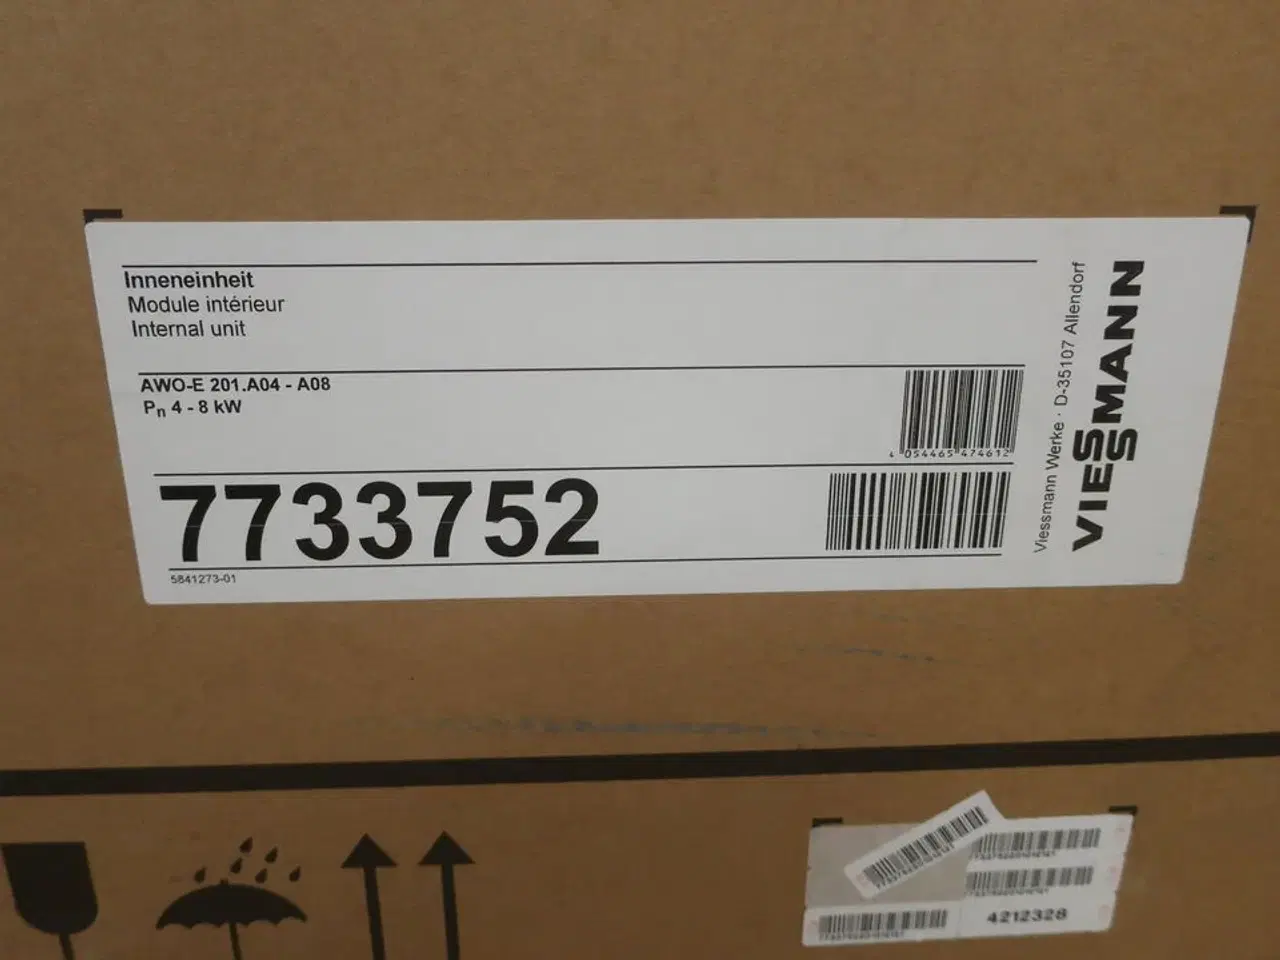 Inneneinheit
Module intérieur
Internal unit
AWO-E 201.A04 - A08
Pn 4 - 8 kW
4 054465 474612
7733752
5841273-01
Viessmann Werke · D-35107 Allendorf
VIESSMANN
4212328